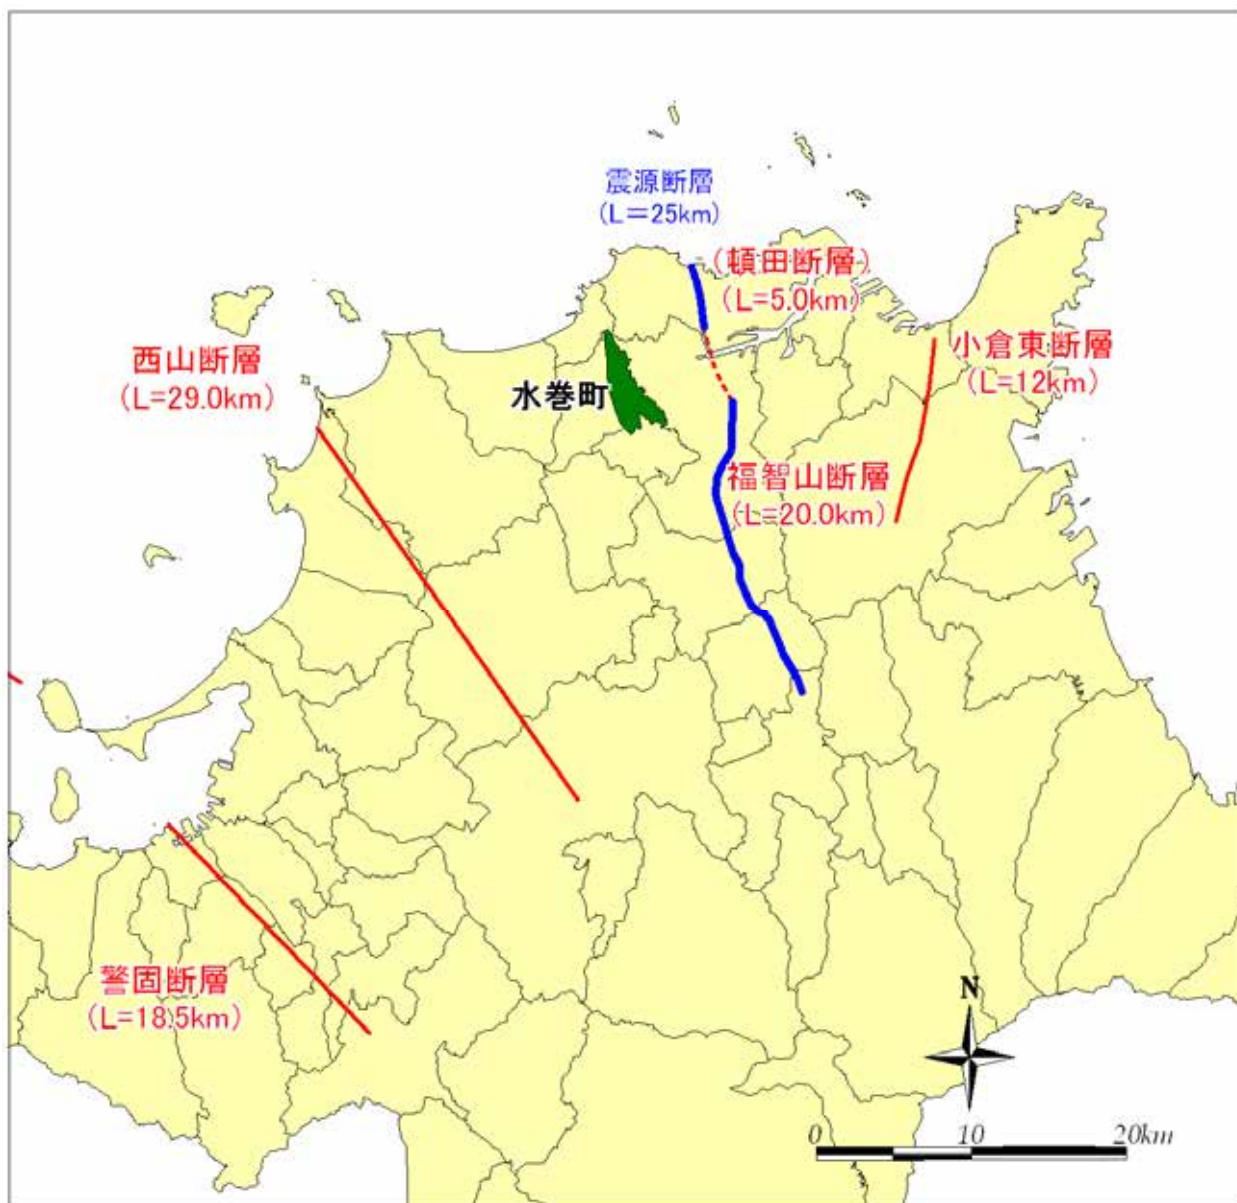 震源断層
(L=25km)
(頓田断層)
(L=5.0km)
小倉東断層
(L=12km)
西山断層
(L=29.0km)
水巻町
福智山断層
(L=20.0km)
警固断層
(L=18.5km)
N
0 10 20km